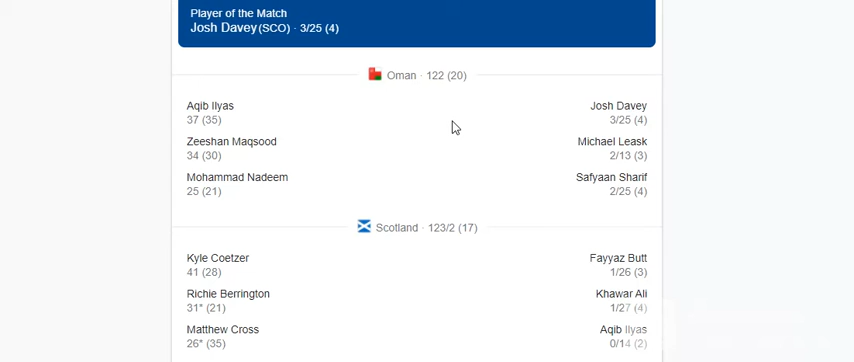 Player of the Match
Josh Davey (SCO) · 3/25 (4)
Oman · 122 (20)
Aqib Ilyas
37 (35)
Josh Davey
3/25 (4)
Zeeshan Maqsood
34 (30)
Michael Leask
2/13 (3)
Mohammad Nadeem
25 (21)
Safyaan Sharif
2/25 (4)
Scotland · 123/2 (17)
Kyle Coetzer
41 (28)
Fayyaz Butt
1/26 (3)
Richie Berrington
31* (21)
Khawar Ali
1/27 (4)
Matthew Cross
26* (35)
Aqib Ilyas
0/14 (2)